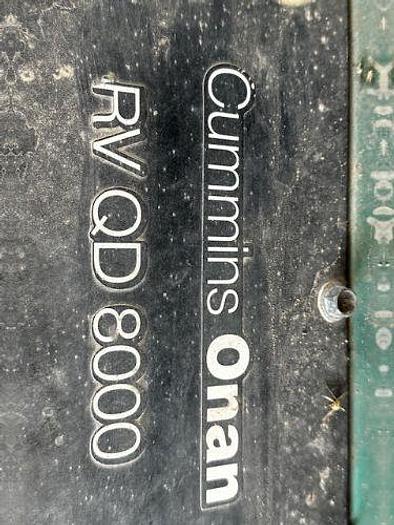 Cummins Onan
RV QD 8000